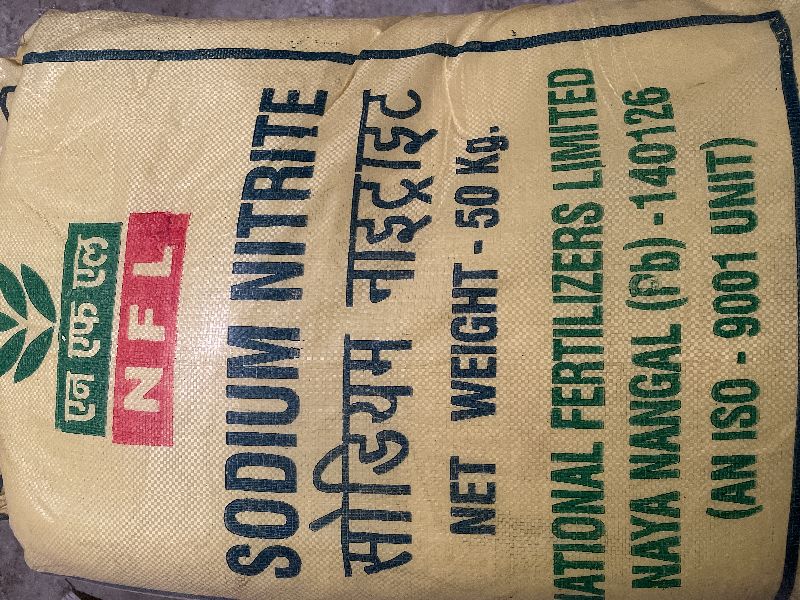 एन एफ एल
NFL
SODIUM NITRITE
सोडियम नाइट्राइट
NET WEIGHT - 50 Kg.
NATIONAL FERTILIZERS LIMITED
NAYA NANGAL (Pb) -140126
(AN ISO - 9001 UNIT)